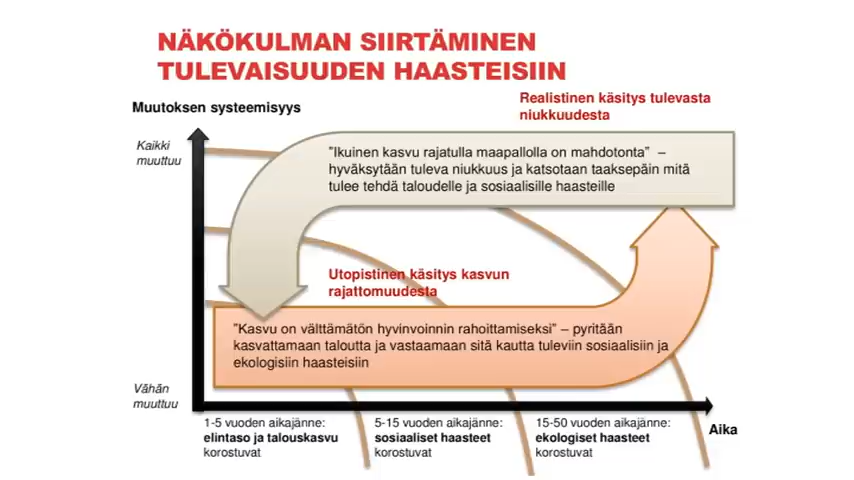 NÄKÖKULMAN SIIRTÄMINEN
TULEVAISUUDEN HAASTEISIIN
Realistinen käsitys tulevasta
niukkuudesta
Muutoksen systeemisyys
Kaikki
muuttuu
"Ikuinen kasvu rajatulla maapallolla on mahdotonta" –
hyväksytään tuleva niukkuus ja katsotaan taaksepäin mitä
tulee tehdä taloudelle ja sosiaalisille haasteille
Utopistinen käsitys kasvun
rajattomuudesta
"Kasvu on välttämätön hyvinvoinnin rahoittamiseksi" – pyritään
kasvattamaan taloutta ja vastaamaan sitä kautta tuleviin sosiaalisiin ja
ekologisiin haasteisiin
Vähän
muuttuu
1-5 vuoden aikajänne:
elintaso ja talouskasvu
korostuvat
5-15 vuoden aikajänne:
sosiaaliset haasteet
korostuvat
15-50 vuoden aikajänne:
ekologiset haasteet
korostuvat
Aika